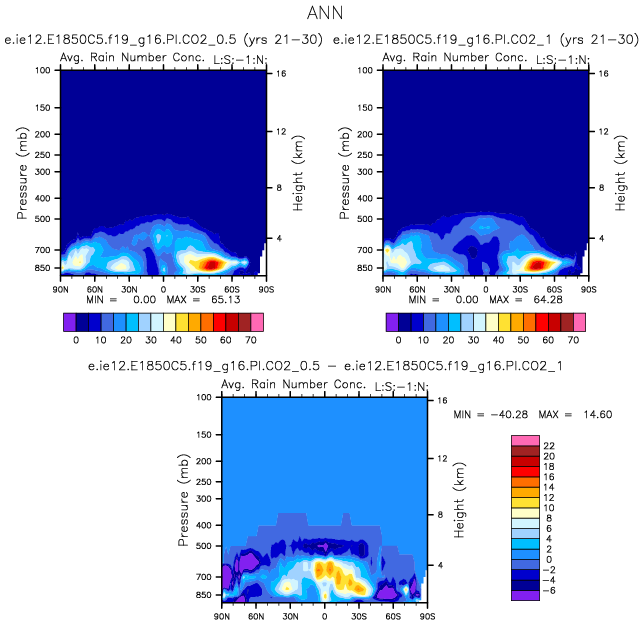 ANN
e.ie12.E1850C5.f19_g16.PI.CO2_0.5 (yrs 21-30)
e.ie12.E1850C5.f19_g16.PI.CO2_1 (yrs 21-30)
Avg. Rain Number Conc. L:S:-1:N:
Avg. Rain Number Conc. L:S:-1:N:
Pressure (mb)
100
150
200
250
300
400
500
700
850
16
12
8
4
Height (km)
90N 60N 30N 0 30S 60S 90S
MIN = 0.00 MAX = 65.13
0 10 20 30 40 50 60 70
Pressure (mb)
100
150
200
250
300
400
500
700
850
16
12
8
4
Height (km)
90N 60N 30N 0 30S 60S 90S
MIN = 0.00 MAX = 64.28
0 10 20 30 40 50 60 70
e.ie12.E1850C5.f19_g16.PI.CO2_0.5 - e.ie12.E1850C5.f19_g16.PI.CO2_1
Avg. Rain Number Conc. L:S:-1:N:
Pressure (mb)
100
150
200
250
300
400
500
700
850
16
12
8
4
Height (km)
90N 60N 30N 0 30S 60S 90S
MIN = -40.28 MAX = 14.60
22
20
18
16
14
12
10
8
6
4
2
0
-2
-4
-6